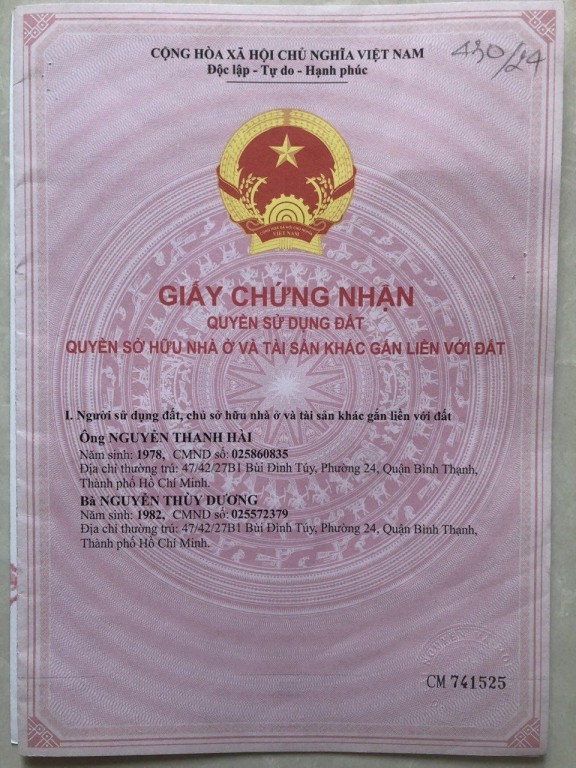 CỘNG HÒA XÃ HỘI CHỦ NGHĨA VIỆT NAM
Độc lập - Tự do - Hạnh phúc
430/24
VIỆT NAM
GIẤY CHỨNG NHẬN
QUYỀN SỬ DỤNG ĐẤT
QUYỀN SỞ HỮU NHÀ Ở VÀ TÀI SẢN KHÁC GẮN LIỀN VỚI ĐẤT
I. Người sử dụng đất, chủ sở hữu nhà ở và tài sản khác gắn liền với đất
Ông NGUYỄN THANH HẢI
Năm sinh: 1978, CMND số: 025860835
Địa chỉ thường trú: 47/42/27B1 Bùi Đình Túy, Phường 24, Quận Bình Thạnh,
Thành phố Hồ Chí Minh.
Bà NGUYỄN THÙY DƯƠNG
Năm sinh: 1982, CMND số: 025572379
Địa chỉ thường trú: 47/42/27B1 Bùi Đình Túy, Phường 24, Quận Bình Thạnh,
Thành phố Hồ Chí Minh.
CM 741525